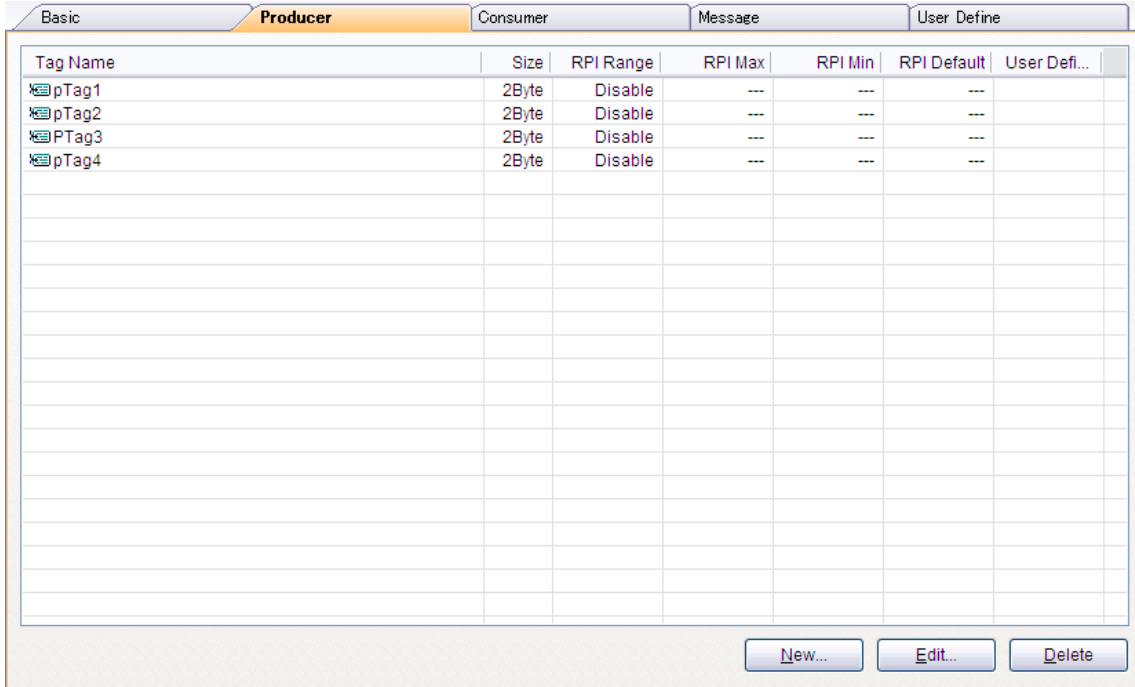 Basic Producer Consumer Message User Define
Tag Name Size RPI Range RPI Max RPI Min RPI Default User Defi...
pTag1 2Byte Disable --- --- ---
pTag2 2Byte Disable --- --- ---
PTag3 2Byte Disable --- --- ---
pTag4 2Byte Disable --- --- ---
New... Edit... Delete